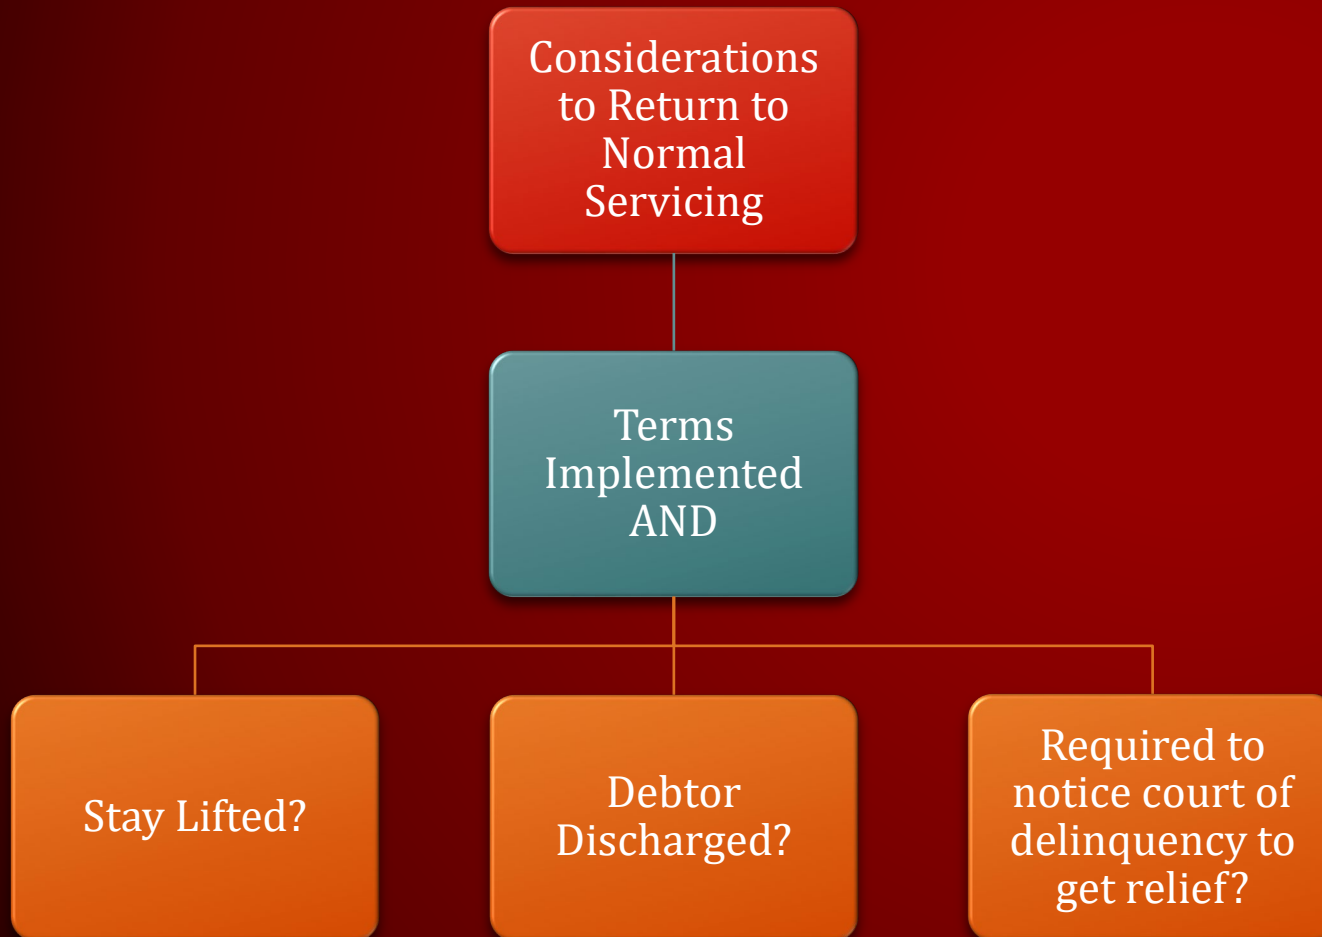 Considerations
to Return to
Normal
Servicing
Terms
Implemented
AND
Stay Lifted?
Debtor
Discharged?
Required to
notice court of
delinquency to
get relief?